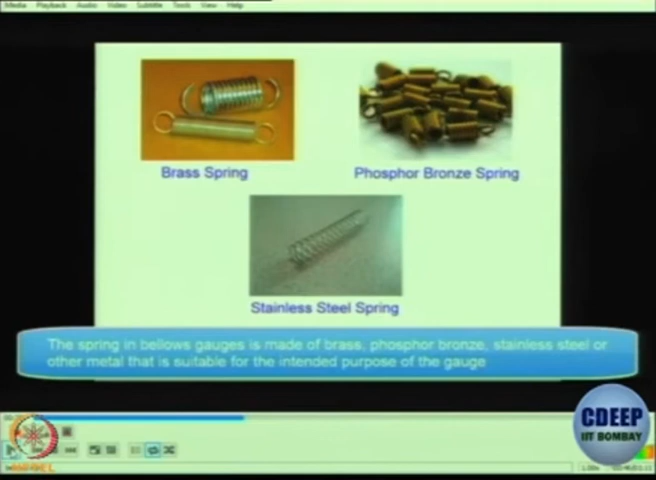 Media Playback Audio Video Subtitle Tools View Help
Brass Spring
Phosphor Bronze Spring
Stainless Steel Spring
The spring in bellows gauges is made of brass, phosphor bronze, stainless steel or
other metal that is suitable for the intended purpose of the gauge
CDEEP
IIT BOMBAY
NPTEL